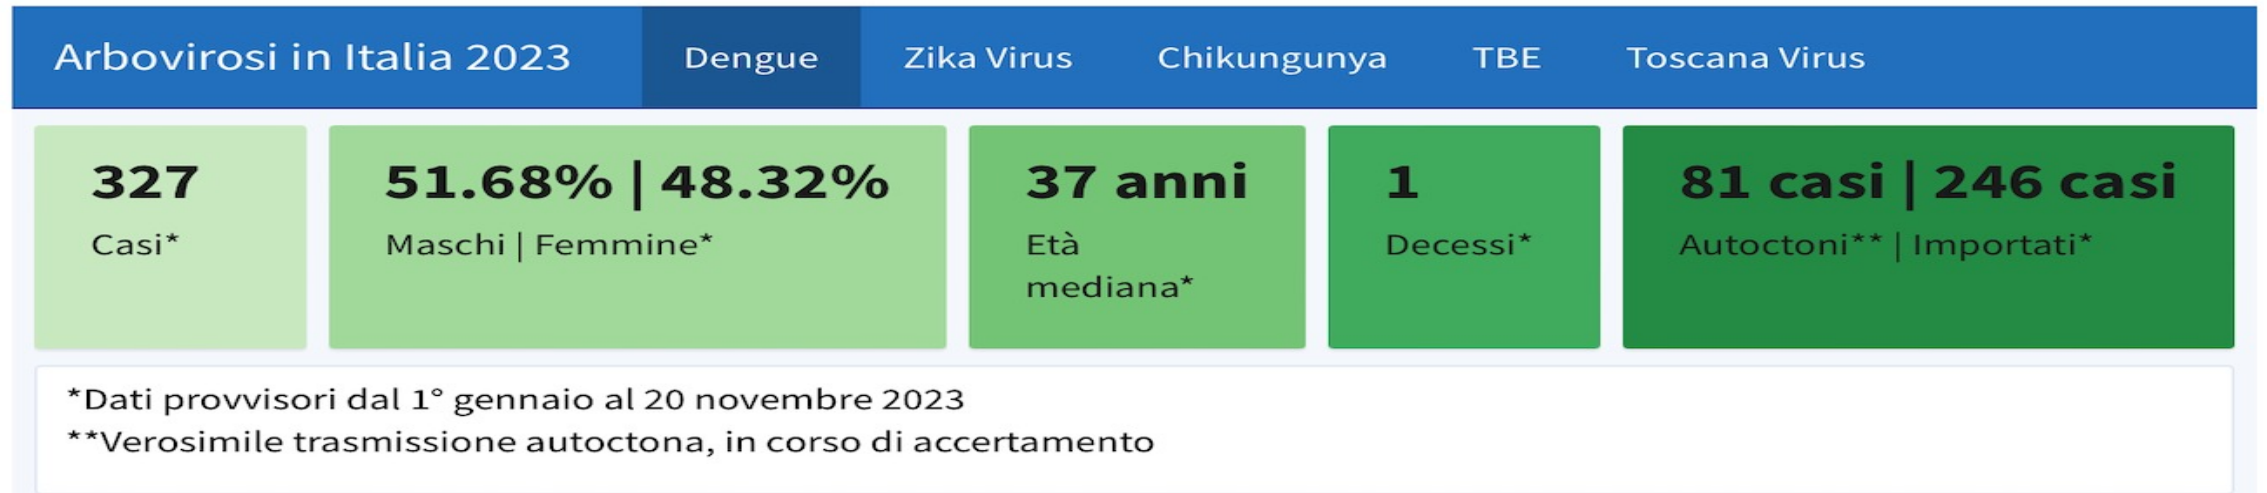 Arbovirosi in Italia 2023 Dengue Zika Virus Chikungunya TBE Toscana Virus
327
Casi*
51.68% | 48.32%
Maschi | Femmine*
37 anni
Età
mediana*
1
Decessi*
81 casi | 246 casi
Autoctoni** | Importati*
*Dati provvisori dal 1° gennaio al 20 novembre 2023
**Verosimile trasmissione autoctona, in corso di accertamento